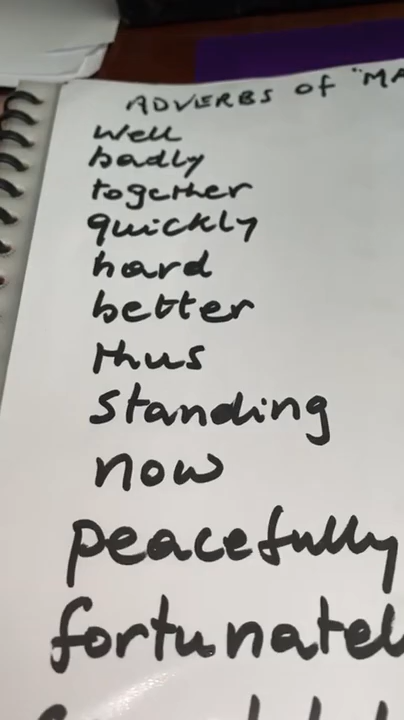 ADVERBS of "MA
Well
badly
together
quickly
hard
better
thus
standing
now
peacefully
fortunatel